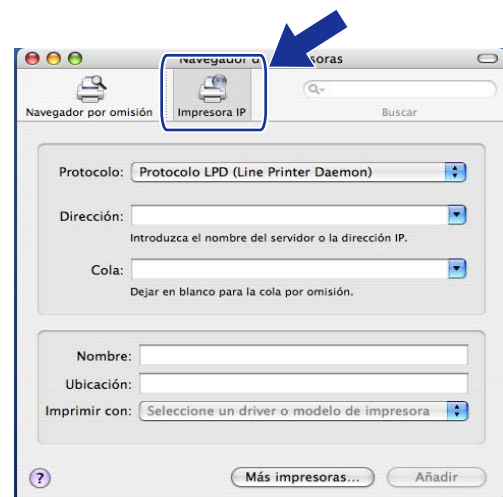 Navegador d soras
Navegador por omisión
Impresora IP
Buscar
Protocolo: Protocolo LPD (Line Printer Daemon)
Dirección:
Introduzca el nombre del servidor o la dirección IP.
Cola:
Dejar en blanco para la cola por omisión.
Nombre:
Ubicación:
Imprimir con: Seleccione un driver o modelo de impresora
? Más impresoras... Añadir